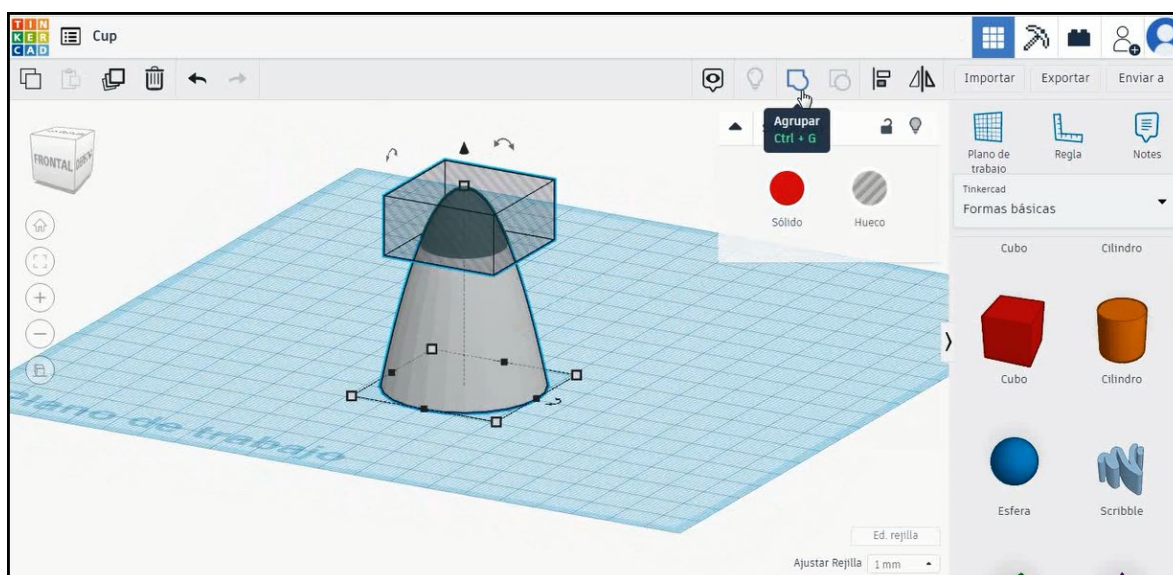 TIN
KER
CAD
Cup
Importar
Exportar
Enviar a
Agrupar
Ctrl + G
Sólido
Hueco
Plano de
trabajo
Regla
Notes
Tinkercad
Formas básicas
Cubo
Cilindro
Cubo
Cilindro
Esfera
Scribble
FRONTAL
Plano de trabajo
Ed. rejilla
Ajustar Rejilla
1 mm